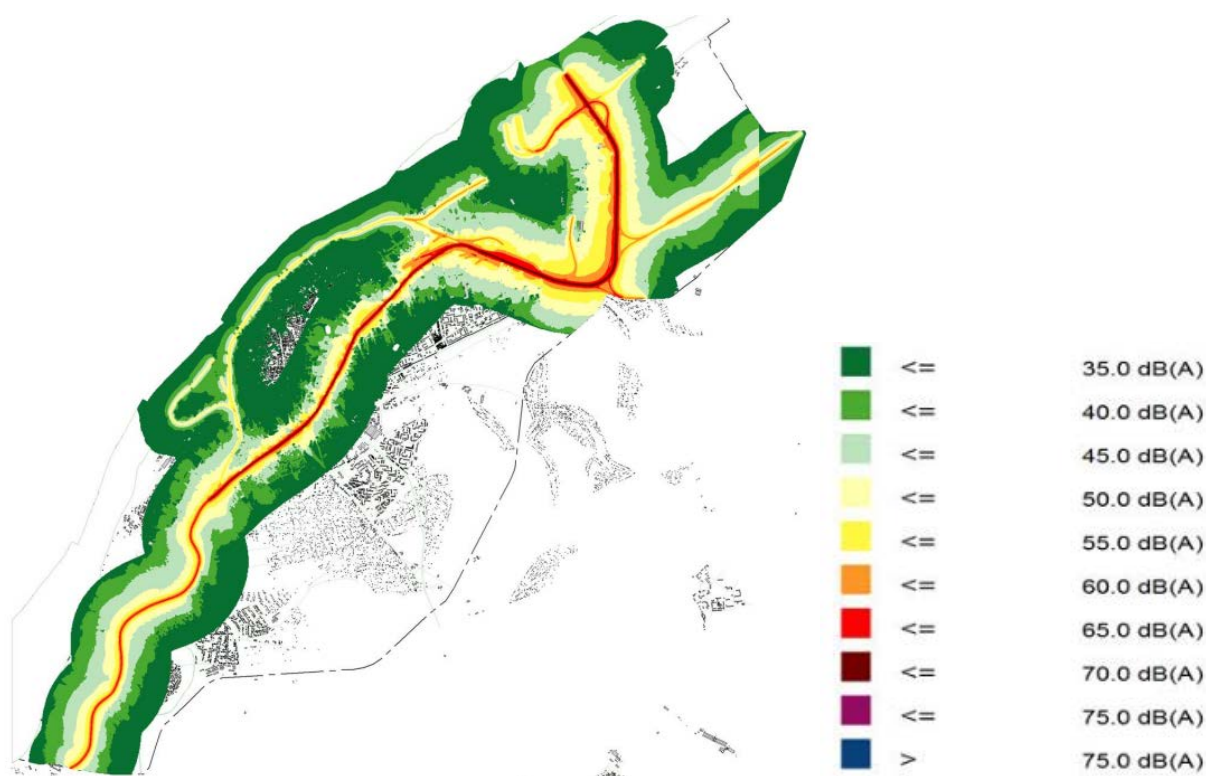 <= 35.0 dB(A)
<= 40.0 dB(A)
<= 45.0 dB(A)
<= 50.0 dB(A)
<= 55.0 dB(A)
<= 60.0 dB(A)
<= 65.0 dB(A)
<= 70.0 dB(A)
<= 75.0 dB(A)
> 75.0 dB(A)